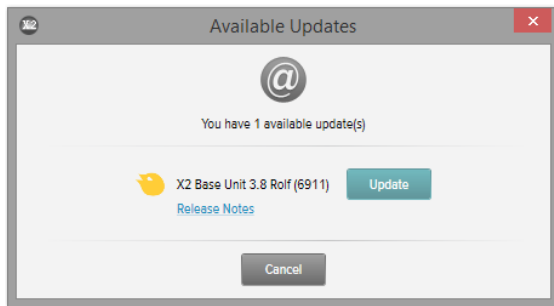 X2
Available Updates
@
You have 1 available update(s)
X2 Base Unit 3.8 Rolf (6911)
Update
Release Notes
Cancel